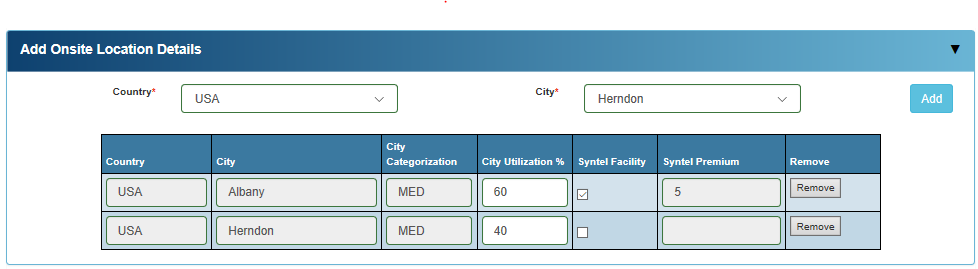 Add Onsite Location Details ▼
Country* USA City* Herndon Add
Country City City Categorization City Utilization % Syntel Facility Syntel Premium Remove
USA Albany MED 60 5 Remove
USA Herndon MED 40 Remove